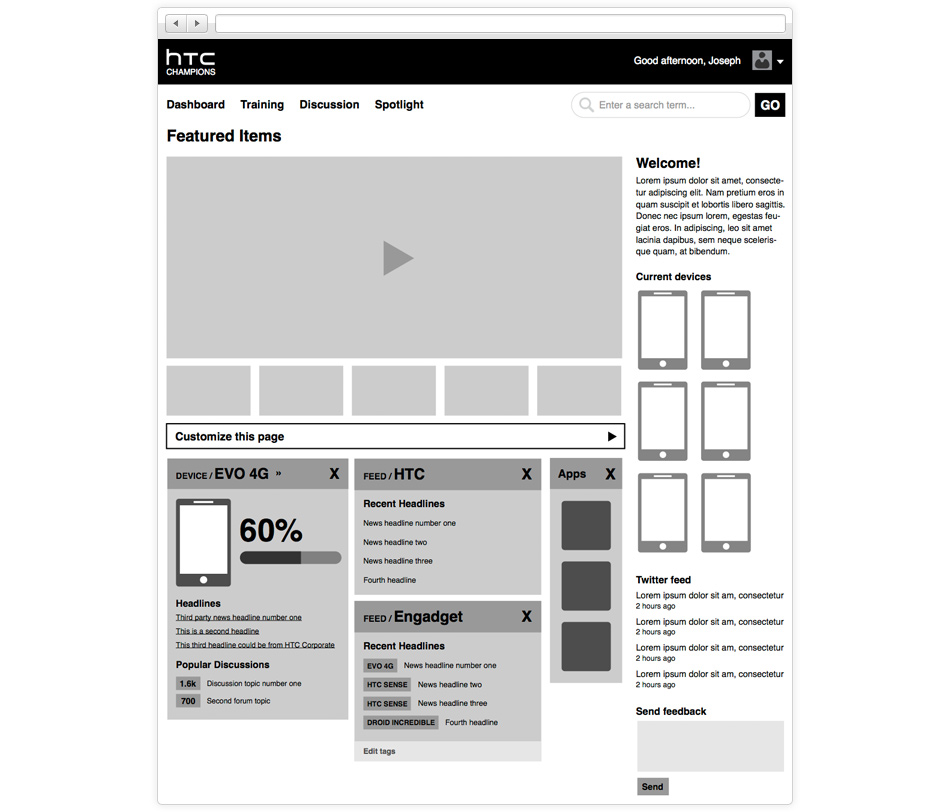 hTC
CHAMPIONS
Good afternoon, Joseph
Dashboard Training Discussion Spotlight
Enter a search term...
GO
Featured Items
Welcome!
Lorem ipsum dolor sit amet, consecte-
tur adipiscing elit. Nam pretium eros in
quam suscipit et lobortis libero sagittis.
Donec nec ipsum lorem, egestas feu-
giat eros. In adipiscing, leo sit amet
lacinia dapibus, sem neque sceleris-
que quam, at bibendum.
Current devices
Customize this page
DEVICE / EVO 4G » X
60%
Headlines
Third party news headline number one
This is a second headline
This third headline could be from HTC Corporate
Popular Discussions
1.6k Discussion topic number one
700 Second forum topic
FEED / HTC X
Recent Headlines
News headline number one
News headline two
News headline three
Fourth headline
FEED / Engadget X
Recent Headlines
EVO 4G News headline number one
HTC SENSE News headline two
HTC SENSE News headline three
DROID INCREDIBLE Fourth headline
Edit tags
Apps X
Twitter feed
Lorem ipsum dolor sit am, consectetur
2 hours ago
Lorem ipsum dolor sit am, consectetur
2 hours ago
Lorem ipsum dolor sit am, consectetur
2 hours ago
Lorem ipsum dolor sit am, consectetur
2 hours ago
Send feedback
Send